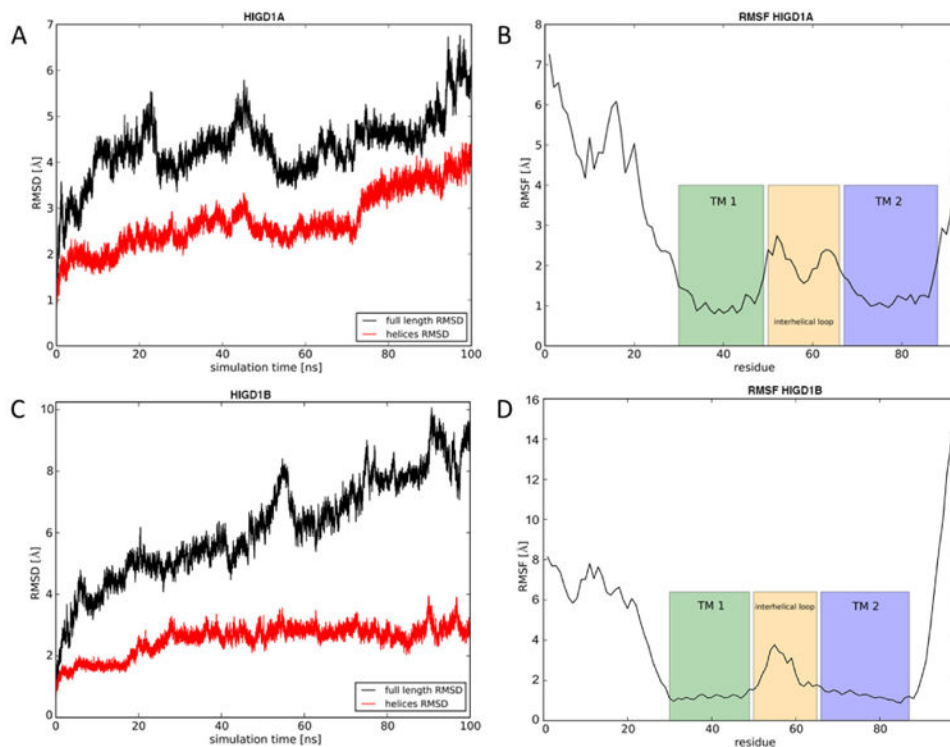 A
HIGD1A
RMSD [Å]
7
6
5
4
3
2
1
0
0 20 40 60 80 100
simulation time [ns]
full length RMSD
helices RMSD
B
RMSF HIGD1A
RMSF [Å]
8
7
6
5
4
3
2
1
0
TM 1
TM 2
interhelical loop
0 20 40 60 80
residue
C
HIGD1B
RMSD [Å]
10
8
6
4
2
0
0 20 40 60 80 100
simulation time [ns]
full length RMSD
helices RMSD
D
RMSF HIGD1B
RMSF [Å]
16
14
12
10
8
6
4
2
0
TM 1
interhelical loop
TM 2
0 20 40 60 80
residue